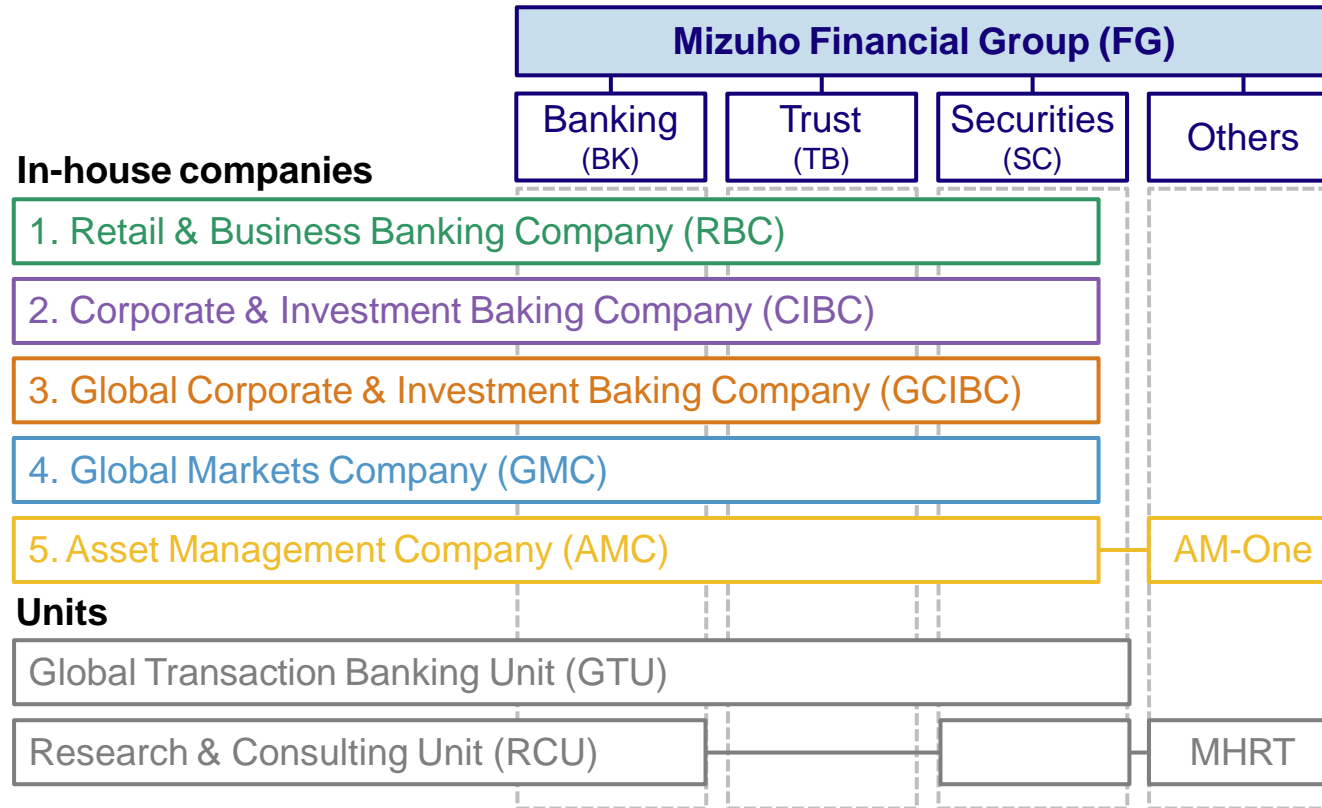 Mizuho Financial Group (FG)
Banking
(BK)
Trust
(TB)
Securities
(SC)
Others
In-house companies
1. Retail & Business Banking Company (RBC)
2. Corporate & Investment Baking Company (CIBC)
3. Global Corporate & Investment Baking Company (GCIBC)
4. Global Markets Company (GMC)
5. Asset Management Company (AMC)
AM-One
Units
Global Transaction Banking Unit (GTU)
Research & Consulting Unit (RCU)
MHRT